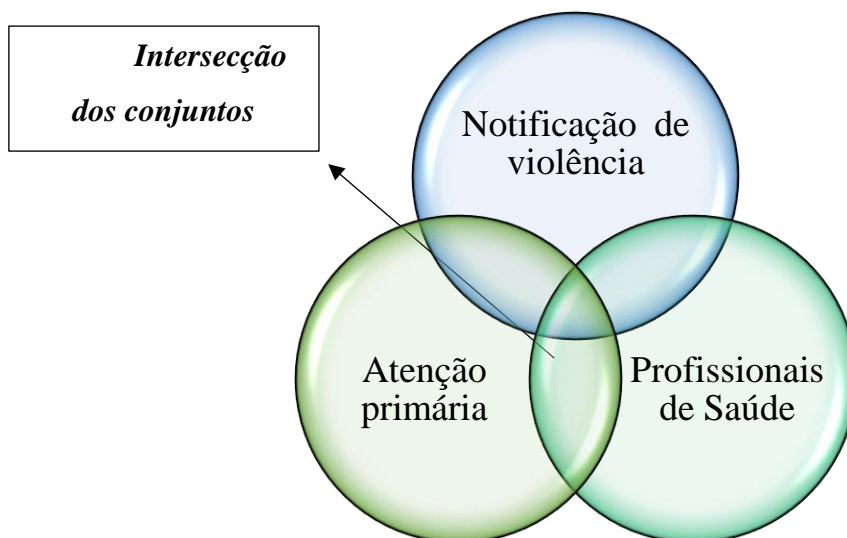 Intersecção
dos conjuntos
Notificação de
violência
Atenção
primária
Profissionais
de Saúde